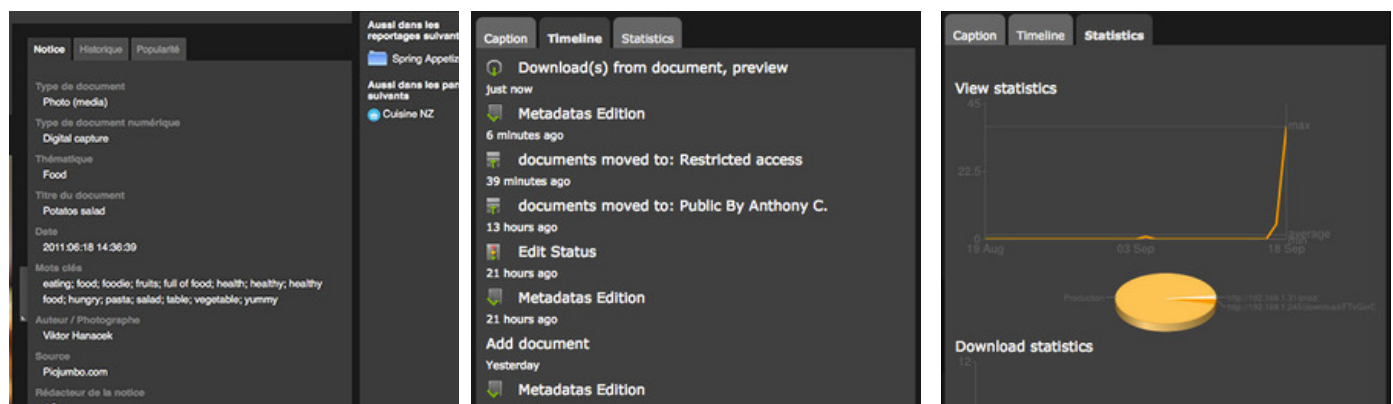 Notice Historique Popularité
Type de document
Photo (media)
Type de document numérique
Digital capture
Thématique
Food
Titre du document
Potatos salad
Date
2011:06:18 14:36:39
Mots clés
eating; food; foodie; fruits; full of food; health; healthy; healthy
food; hungry; pasta; salad; table; vegetable; yummy
Auteur / Photographe
Viktor Hanacek
Source
Picjumbo.com
Rédacteur de la notice
Aussi dans les
reportages suivant
Spring Appetiz
Aussi dans les pan
suivants
Cuisine NZ
Caption Timeline Statistics
Download(s) from document, preview
just now
Metadatas Edition
6 minutes ago
documents moved to: Restricted access
39 minutes ago
documents moved to: Public By Anthony C.
13 hours ago
Edit Status
21 hours ago
Metadatas Edition
21 hours ago
Add document
Yesterday
Metadatas Edition
Caption Timeline Statistics
View statistics
45
max
22.5
average
min
0
19 Aug 03 Sep 18 Sep
Production
Download statistics
12